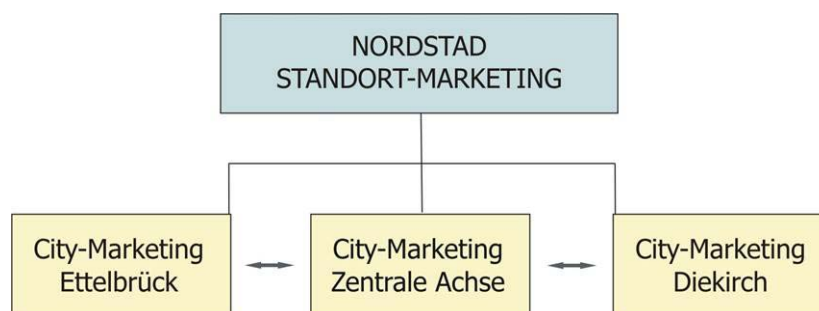 NORDSTAD
STANDORT-MARKETING
City-Marketing
Ettelbrück
City-Marketing
Zentrale Achse
City-Marketing
Diekirch